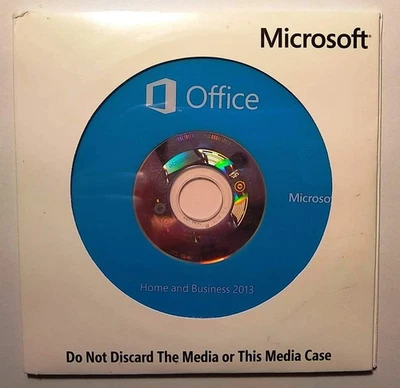 Microsoft
Office
Microso
Home and Business 2013
Do Not Discard The Media or This Media Case